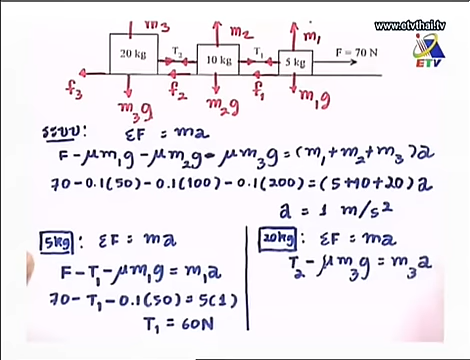 www.etvthai.tv
ETV
m₃ m₂ m₁
20 kg T₂ 10 kg T₁ 5 kg F = 70 N
f₃ f₂ f₁
m₃g m₂g m₁g
ระบบ : ΣF = ma
F - μm₁g - μm₂g - μm₃g = (m₁ + m₂ + m₃)a
70 - 0.1(50) - 0.1(100) - 0.1(200) = (5+10+20)a
a = 1 m/s²
5kg : ΣF = ma
F - T₁ - μm₁g = m₁a
70 - T₁ - 0.1(50) = 5(1)
T₁ = 60N
20kg : ΣF = ma
T₂ - μm₃g = m₃a